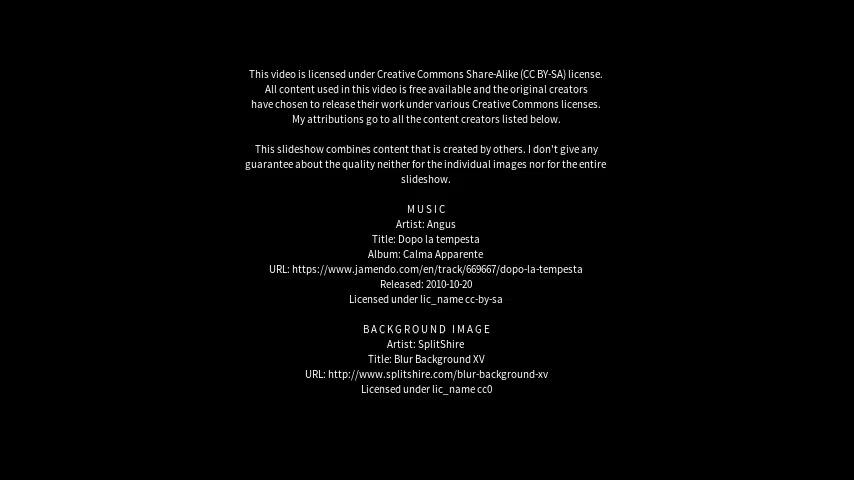 This video is licensed under Creative Commons Share-Alike (CC BY-SA) license.
All content used in this video is free available and the original creators
have chosen to release their work under various Creative Commons licenses.
My attributions go to all the content creators listed below.
This slideshow combines content that is created by others. I don't give any
guarantee about the quality neither for the individual images nor for the entire
slideshow.
MUSIC
Artist: Angus
Title: Dopo la tempesta
Album: Calma Apparente
URL: https://www.jamendo.com/en/track/669667/dopo-la-tempesta
Released: 2010-10-20
Licensed under lic_name cc-by-sa
BACKGROUND IMAGE
Artist: SplitShire
Title: Blur Background XV
URL: http://www.splitshire.com/blur-background-xv
Licensed under lic_name cc0